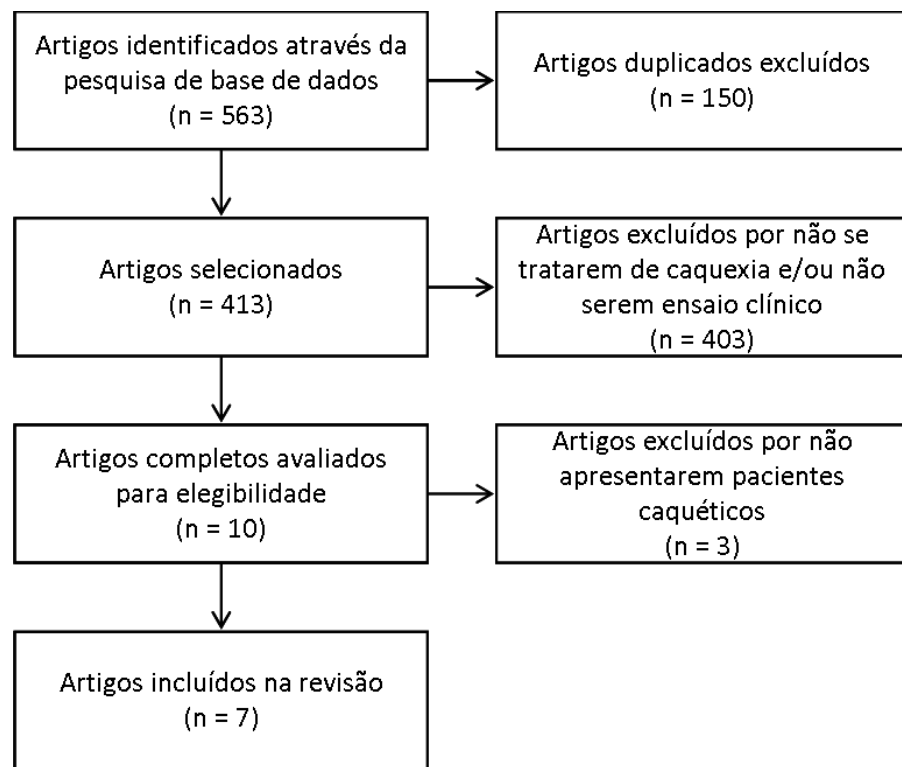 Artigos identificados através da
pesquisa de base de dados
(n = 563)
Artigos duplicados excluídos
(n = 150)
Artigos selecionados
(n = 413)
Artigos excluídos por não se
tratarem de caquexia e/ou não
serem ensaio clínico
(n = 403)
Artigos completos avaliados
para elegibilidade
(n = 10)
Artigos excluídos por não
apresentarem pacientes
caquéticos
(n = 3)
Artigos incluídos na revisão
(n = 7)